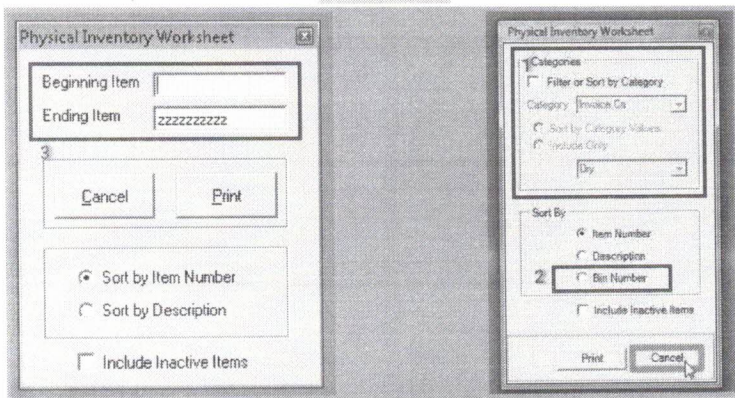 Physical Inventory Worksheet
Beginning Item
Ending Item zzzzzzzzzz
3
Cancel Print
Sort by Item Number
Sort by Description
Include Inactive Items
Physical Inventory Worksheet
1 Categories
Filter or Sort by Category
Category Invoice Ca
Sort by Category Values
Include Only
Dry
Sort By
Item Number
Description
2 Bin Number
Include Inactive Items
Print Cancel